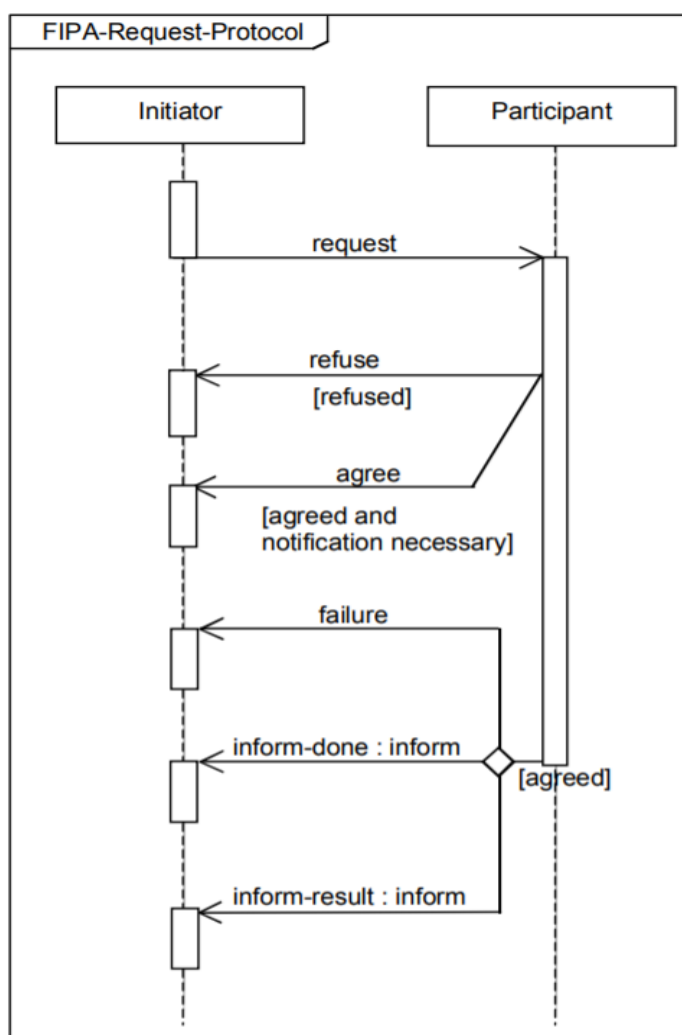 FIPA-Request-Protocol
Initiator
Participant
request
refuse
[refused]
agree
[agreed and
notification necessary]
failure
inform-done : inform
[agreed]
inform-result : inform